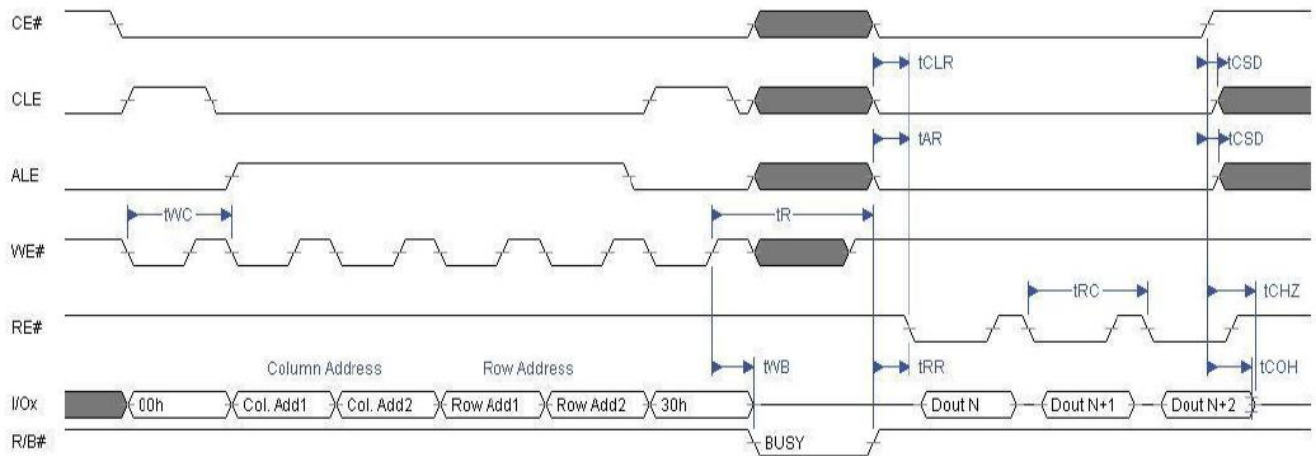 CE#
tCLR
tCSD
CLE
tAR
tCSD
ALE
tWC
tR
WE#
tRC
tCHZ
RE#
Column Address
Row Address
tWB
tRR
tCOH
I/Ox
00h
Col. Add1
Col. Add2
Row Add1
Row Add2
30h
Dout N
Dout N+1
Dout N+2
R/B#
BUSY